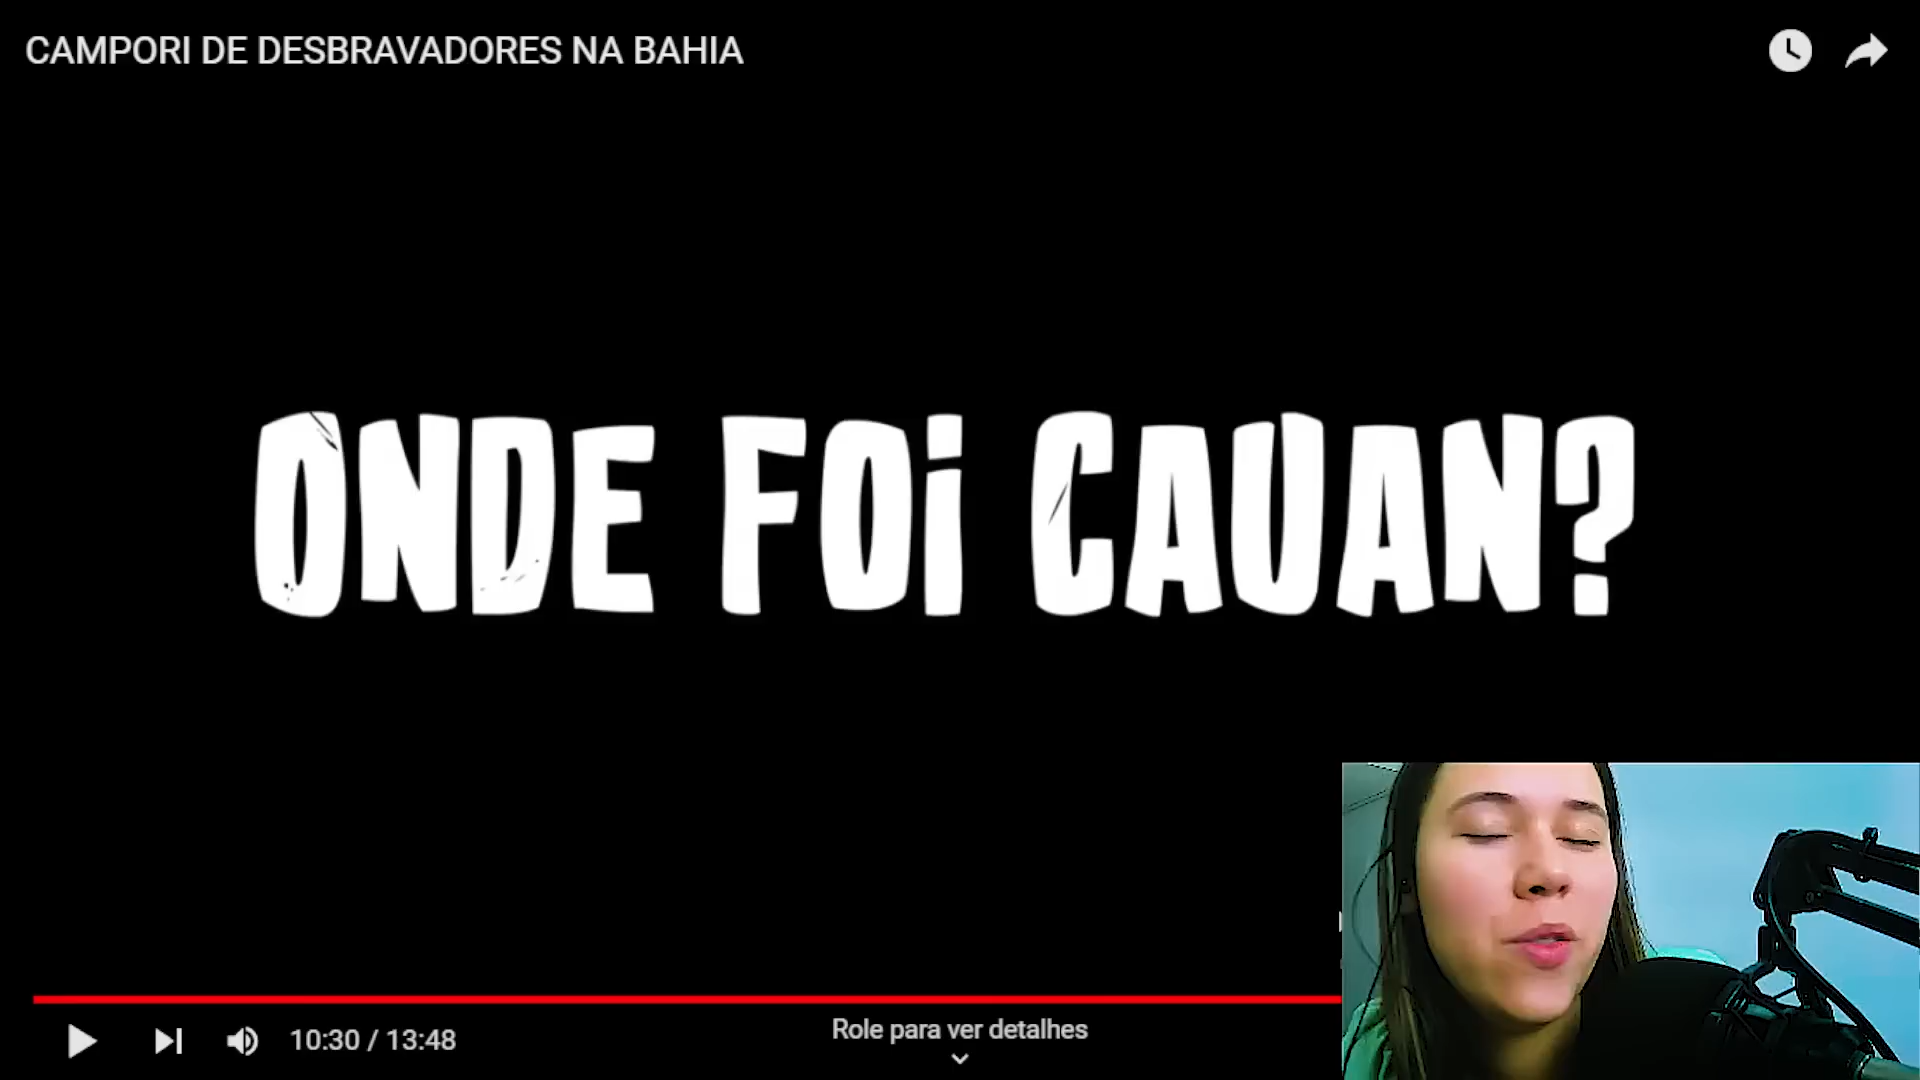 CAMPORI DE DESBRAVADORES NA BAHIA
ONDE FOi CAUAN?
10:30 / 13:48
Role para ver detalhes